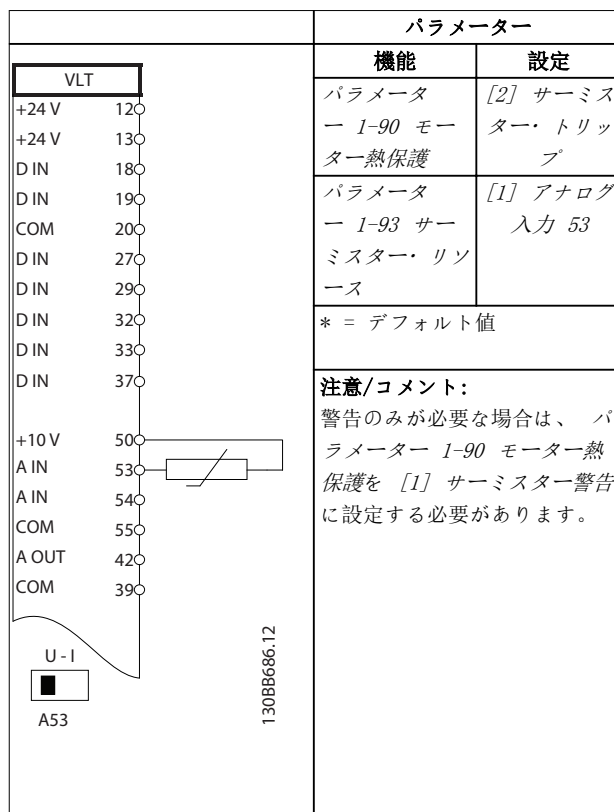 VLT
+24 V 12
+24 V 13
D IN 18
D IN 19
COM 20
D IN 27
D IN 29
D IN 32
D IN 33
D IN 37
+10 V 50
A IN 53
A IN 54
COM 55
A OUT 42
COM 39
U - I
A53
130BB686.12
パラメーター
機能 設定
パラメータ
ー 1-90 モー
ター熱保護
[2] サーミス
ター・ トリッ
プ
パラメータ
ー 1-93 サー
ミスター・ リソ
ース
[1] アナログ
入力 53
* = デフォルト値
注意/コメント:
警告のみが必要な場合は、 パ
ラメーター 1-90 モーター熱
保護を [1] サーミスター警告
に設定する必要があります。